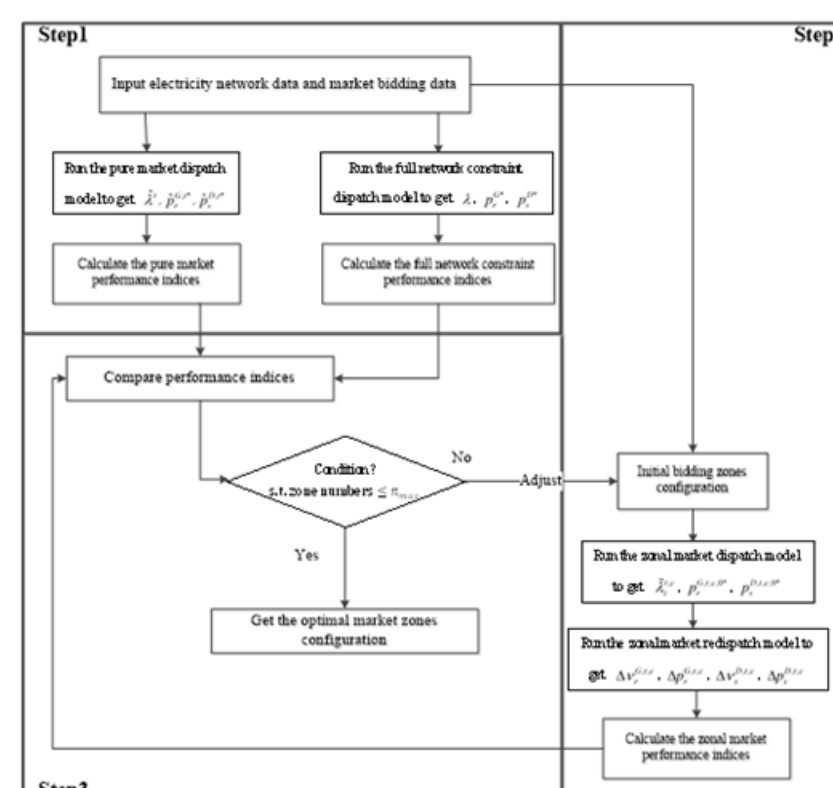 Step1
Step
Input electricity network data and market bidding data
Run the pure market dispatch
model to get
Run the full network constraint
dispatch model to get λ, p_r^{G*}, p_s^{D*}
Calculate the pure market
performance indices
Calculate the full network constraint
performance indices
Compare performance indices
Condition?
s.t. zone numbers ≤ n_{max}
No
Adjust
Yes
Get the optimal market zones
configuration
Initial bidding zones
configuration
Run the zonal market dispatch model
to get
Run the zonal market redispatch model to
get
Calculate the zonal market
performance indices